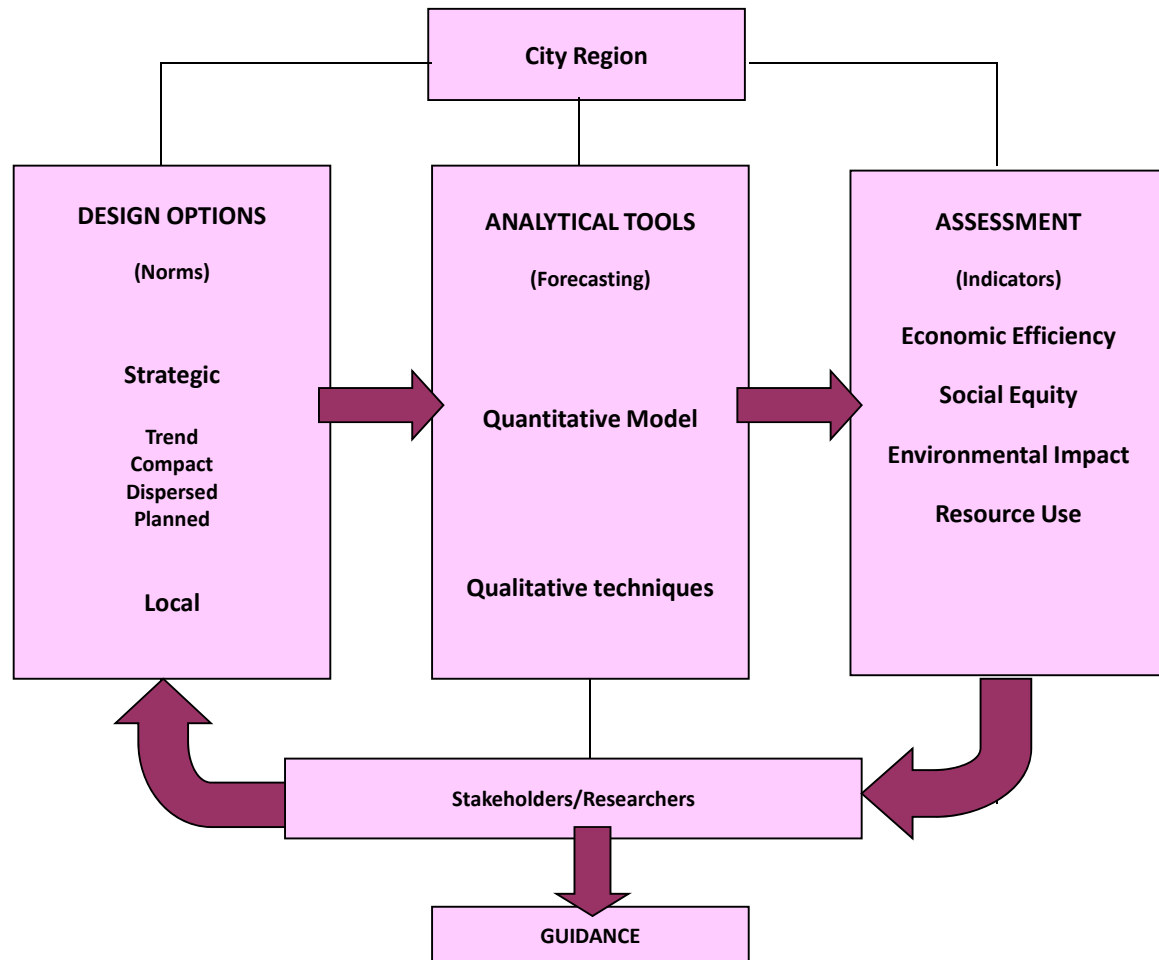 City Region
DESIGN OPTIONS
(Norms)
Strategic
Trend
Compact
Dispersed
Planned
Local
ANALYTICAL TOOLS
(Forecasting)
Quantitative Model
Qualitative techniques
ASSESSMENT
(Indicators)
Economic Efficiency
Social Equity
Environmental Impact
Resource Use
Stakeholders/Researchers
GUIDANCE